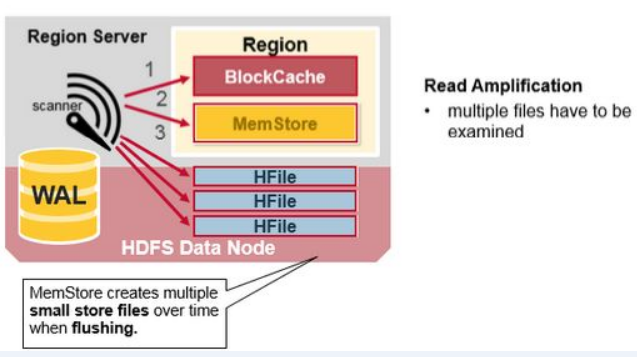 Region Server
Region
1
BlockCache
2
scanner
MemStore
3
HFile
WAL
HFile
HFile
HDFS Data Node
MemStore creates multiple
small store files over time
when flushing.
Read Amplification
• multiple files have to be
examined